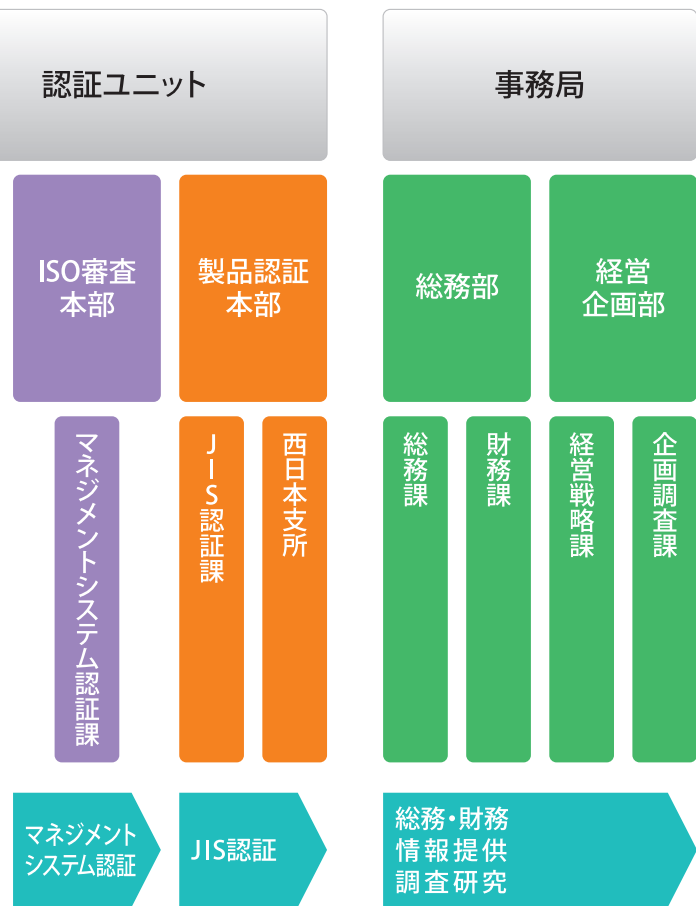 認証ユニット
事務局
ISO審査
本部
製品認証
本部
総務部
経営
企画部
マネジメントシステム認証課
JIS認証課
西日本支所
総務課
財務課
経営戦略課
企画調査課
マネジメント
システム認証
JIS認証
総務・財務
情報提供
調査研究